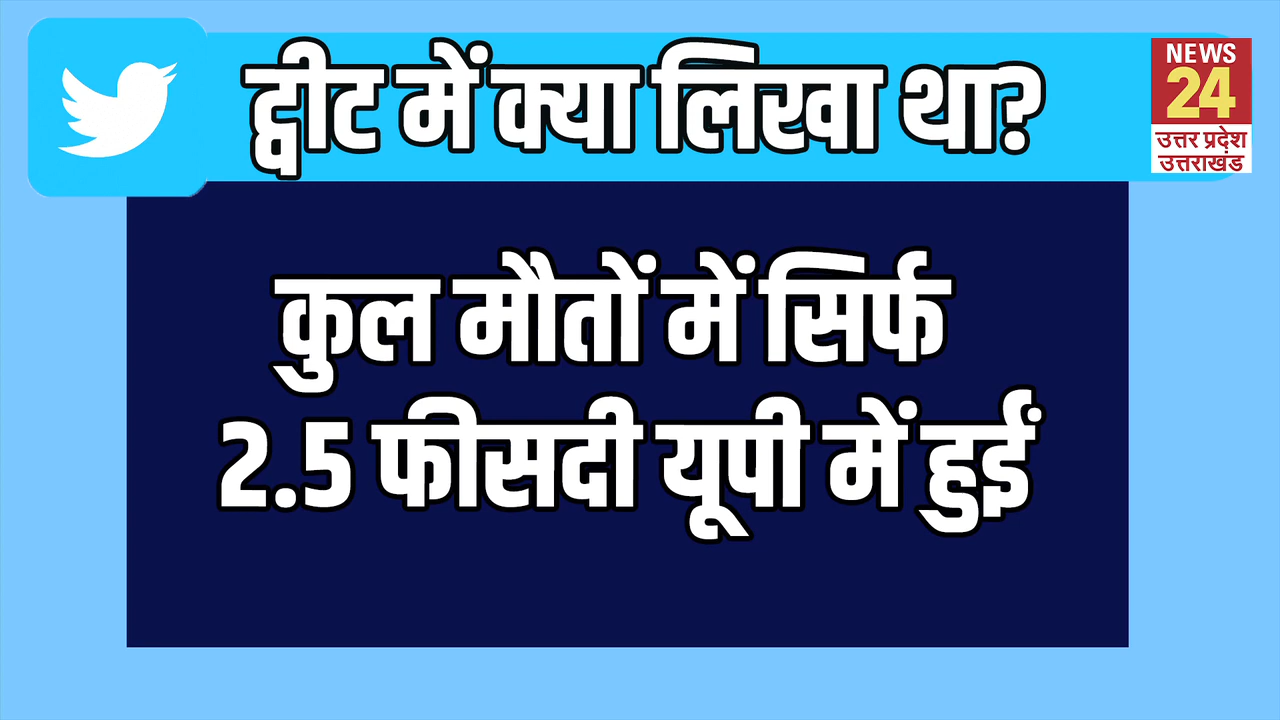 ट्वीट में क्या लिखा था?
NEWS
24
उत्तर प्रदेश
उत्तराखंड
कुल मौतों में सिर्फ
2.5 फीसदी यूपी में हुईं